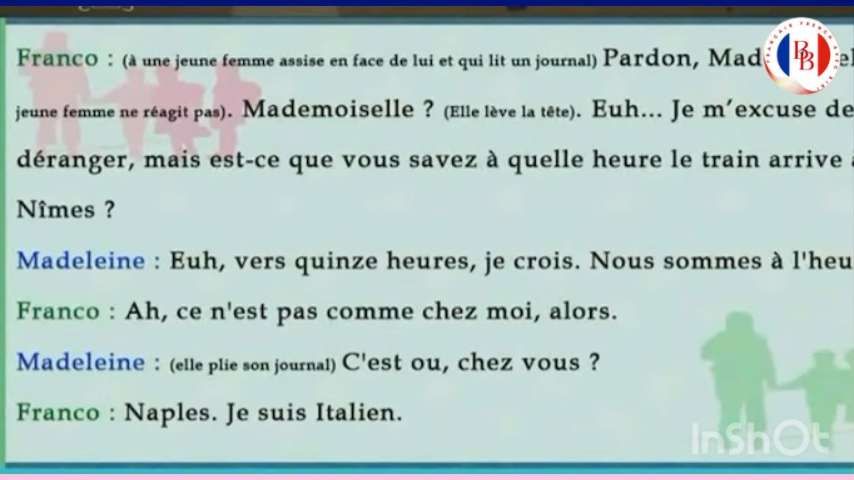 Franco : (à une jeune femme assise en face de lui et qui lit un journal) Pardon,
jeune femme ne réagit pas). Mademoiselle ? (Elle lève la tête). Euh... Je m'excuse de
déranger, mais est-ce que vous savez à quelle heure le train arrive
Nîmes ?
Madeleine : Euh, vers quinze heures, je crois. Nous sommes à
Franco : Ah, ce n'est pas comme chez moi, alors.
Madeleine : (elle plie son journal) C'est ou, chez vous ?
Franco : Naples. Je suis Italien.
InShOt